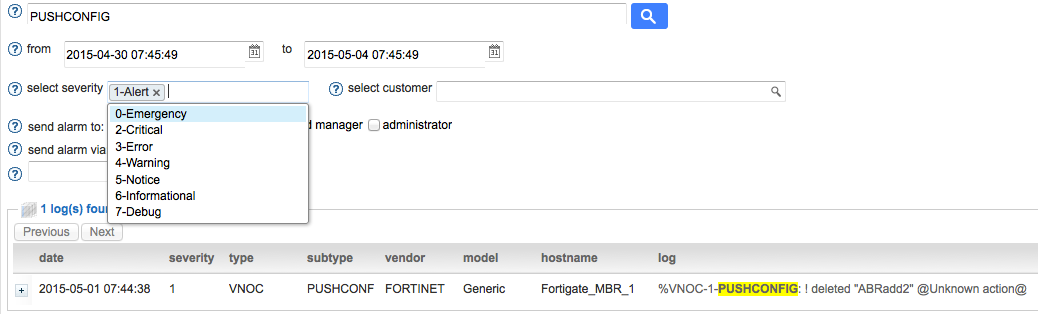 PUSHCONFIG
from 2015-04-30 07:45:49 31 to 2015-05-04 07:45:49 31
select severity 1-Alert × select customer
0-Emergency
send alarm to: d manager administrator
2-Critical
3-Error
send alarm via
4-Warning
5-Notice
6-Informational
7-Debug
1 log(s) fou
Previous Next
date severity type subtype vendor model hostname log
+ 2015-05-01 07:44:38 1 VNOC PUSHCONF FORTINET Generic Fortigate_MBR_1 %VNOC-1-PUSHCONFIG: ! deleted "ABRadd2" @Unknown action@